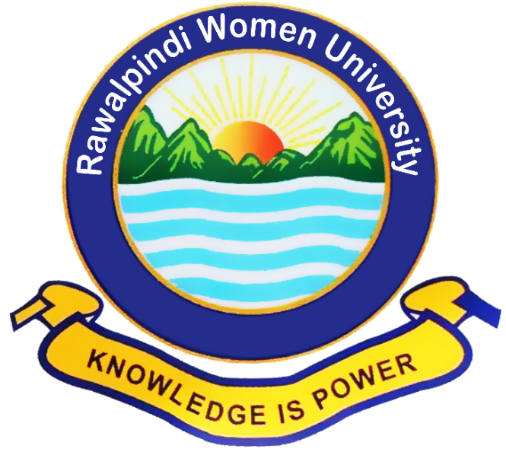 Rawalpindi Women University
KNOWLEDGE IS POWER